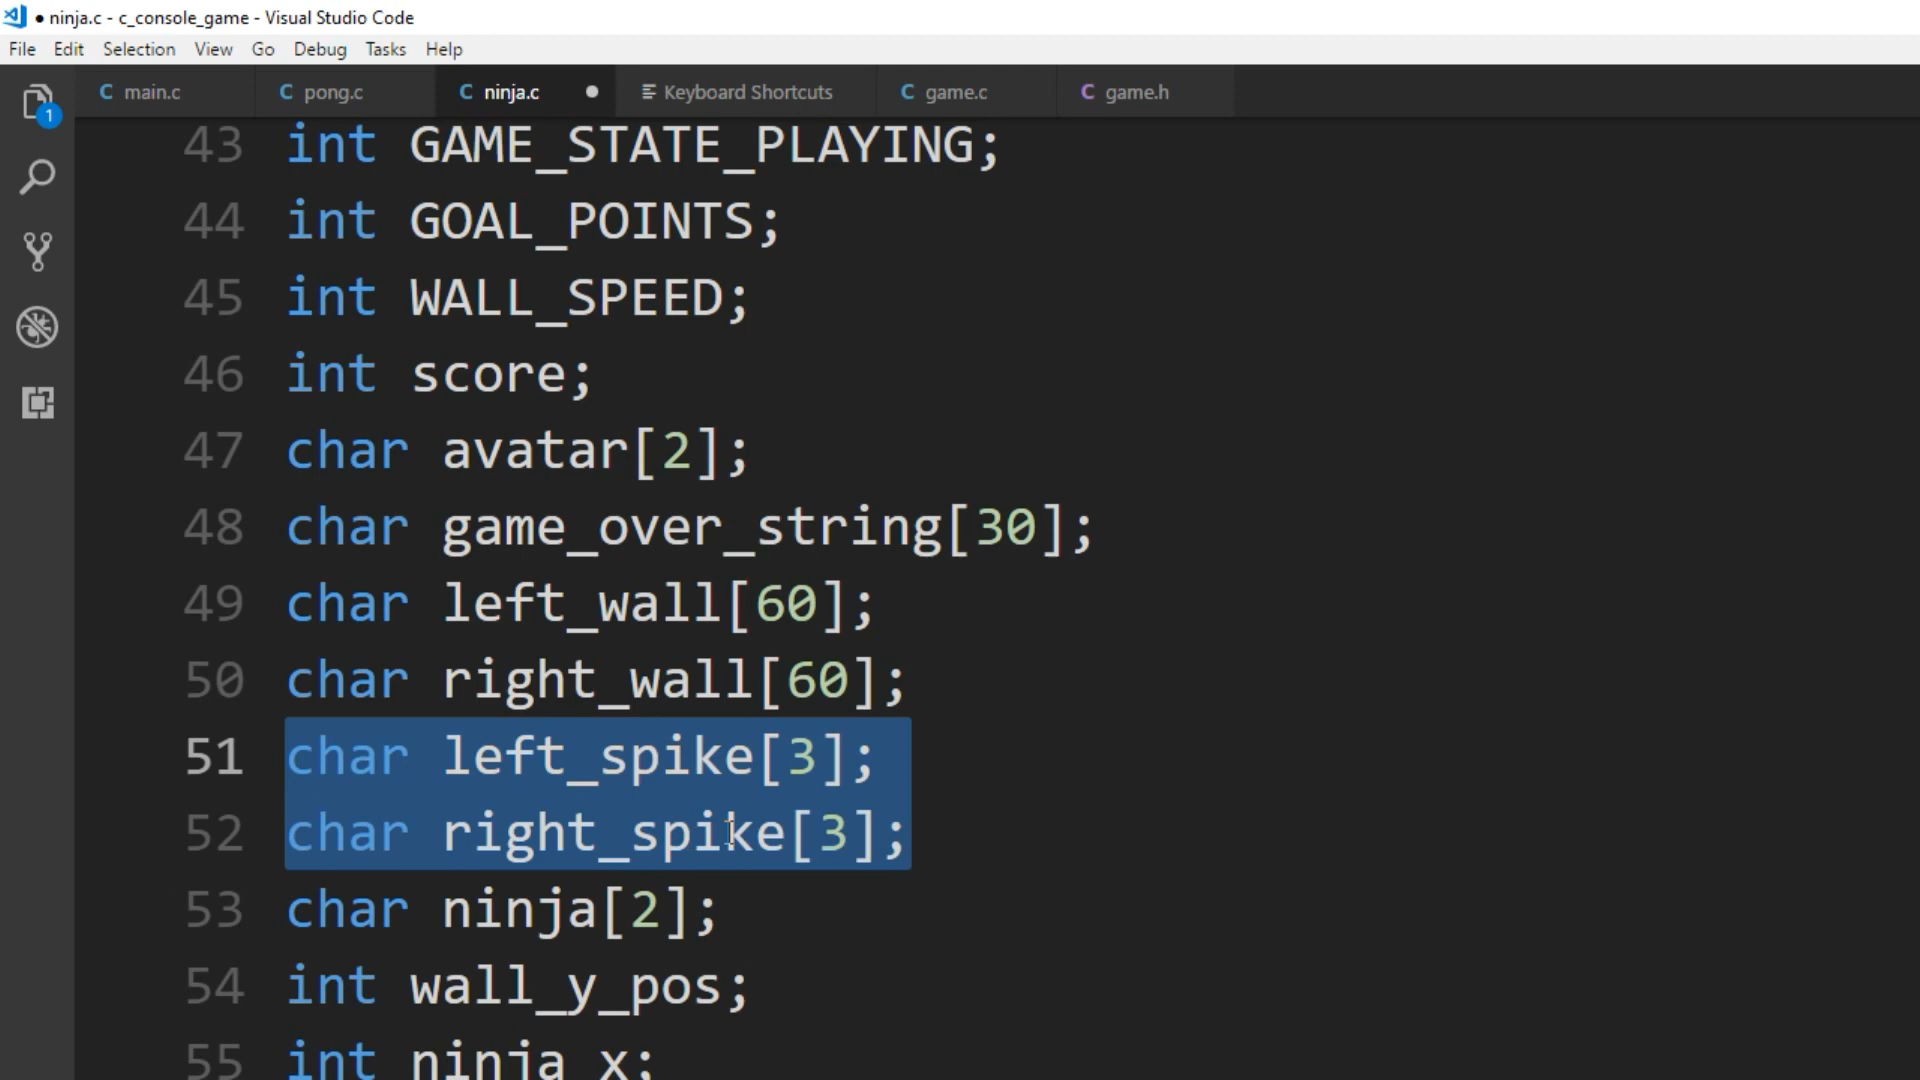 ● ninja.c - c_console_game - Visual Studio Code
File Edit Selection View Go Debug Tasks Help
C main.c C pong.c C ninja.c ● Keyboard Shortcuts C game.c C game.h
1
43 int GAME_STATE_PLAYING;
44 int GOAL_POINTS;
45 int WALL_SPEED;
46 int score;
47 char avatar[2];
48 char game_over_string[30];
49 char left_wall[60];
50 char right_wall[60];
51 char left_spike[3];
52 char right_spike[3];
53 char ninja[2];
54 int wall_y_pos;
55 int ninja_x;